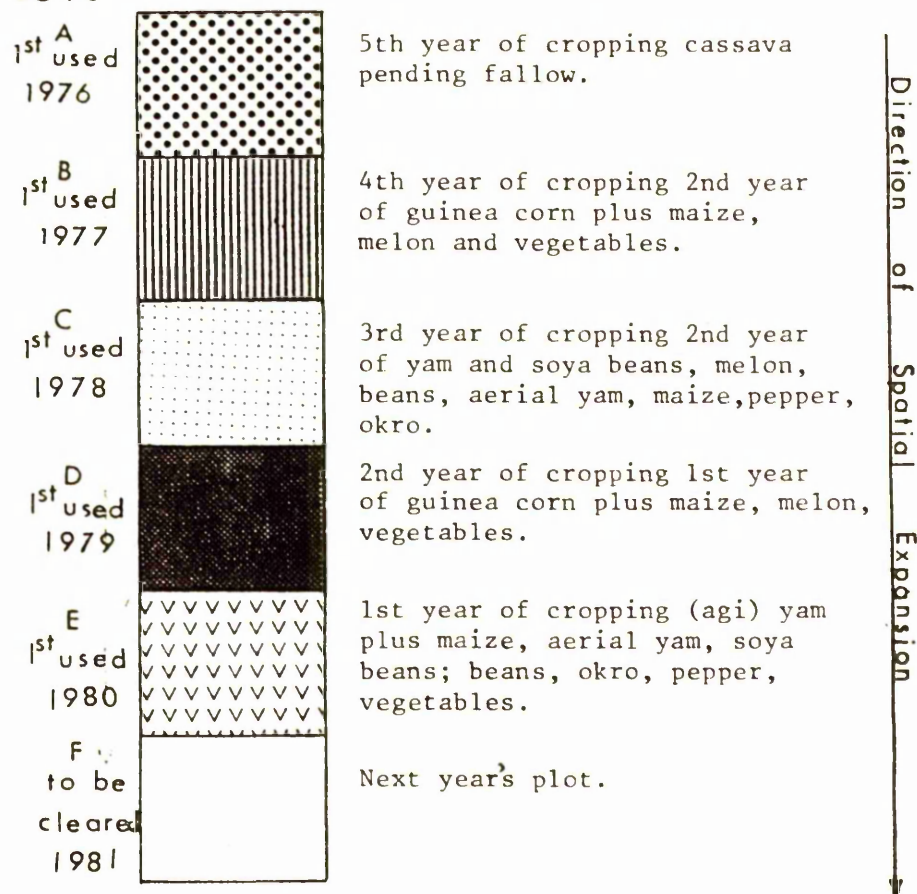 A
1st used
1976
5th year of cropping cassava
pending fallow.
B
1st used
1977
4th year of cropping 2nd year
of guinea corn plus maize,
melon and vegetables.
C
1st used
1978
3rd year of cropping 2nd year
of yam and soya beans, melon,
beans, aerial yam, maize,pepper,
okro.
D
1st used
1979
2nd year of cropping 1st year
of guinea corn plus maize, melon,
vegetables.
E
1st used
1980
1st year of cropping (agi) yam
plus maize, aerial yam, soya
beans; beans, okro, pepper,
vegetables.
F
to be
cleared
1981
Next year's plot.
Direction of Spatial Expansion